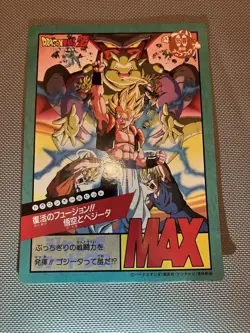 DRAGONBALL Z
復活のフュージョン!!
悟空とベジータ
ぶっちぎりの戦闘力を
発揮!! ゴジータって誰だ!?
MAX